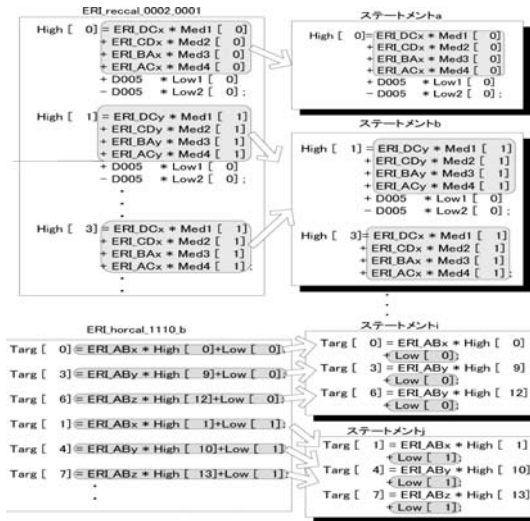 ERI_reccal_0002_0001
High [ 0] = ERI_DCx * Med1 [ 0]
+ ERI_CDx * Med2 [ 0]
+ ERI_BAx * Med3 [ 0]
+ ERI_ACx * Med4 [ 0]
+ D005 * Low1 [ 0]
− D005 * Low2 [ 0] ;
High [ 1] = ERI_DCy * Med1 [ 1]
+ ERI_CDy * Med2 [ 1]
+ ERI_BAy * Med3 [ 1]
+ ERI_ACy * Med4 [ 1]
+ D005 * Low1 [ 0]
− D005 * Low2 [ 0] ;
High [ 3] = ERI_DCx * Med1 [ 1]
+ ERI_CDx * Med2 [ 1]
+ ERI_BAx * Med3 [ 1]
+ ERI_ACx * Med4 [ 1] ;
ステートメントa
High [ 0]= ERI_DCx * Med1 [ 0]
+ ERI_CDx * Med2 [ 0]
+ ERI_BAx * Med3 [ 0]
+ ERI_ACx * Med4 [ 0]
+ D005 * Low1 [ 0]
− D005 * Low2 [ 0] ;
ステートメントb
High [ 1] = ERI_DCy * Med1 [ 1]
+ ERI_CDy * Med2 [ 1]
+ ERI_BAy * Med3 [ 1]
+ ERI_ACy * Med4 [ 1]
+ D005 * Low1 [ 0]
− D005 * Low2 [ 0] ;
High [ 3]= ERI_DCx * Med1 [ 1]
+ ERI_CDx * Med2 [ 1]
+ ERI_BAx * Med3 [ 1]
+ ERI_ACx * Med4 [ 1] ;
ERI_horcal_1110_b
Targ [ 0] = ERI_ABx * High [ 0]+Low [ 0];
Targ [ 3] = ERI_ABy * High [ 9]+Low [ 0];
Targ [ 6] = ERI_ABz * High [ 12]+Low [ 0];
Targ [ 1] = ERI_ABx * High [ 1]+Low [ 1];
Targ [ 4] = ERI_ABy * High [ 10]+Low [ 1];
Targ [ 7] = ERI_ABz * High [ 13]+Low [ 1];
ステートメントi
Targ [ 0] = ERI_ABx * High [ 0]
+ Low [ 0];
Targ [ 3] = ERI_ABy * High [ 9]
+ Low [ 0];
Targ [ 6] = ERI_ABy * High [ 12]
+ Low [ 0];
ステートメントj
Targ [ 1] = ERI_ABx * High [ 1]
+ Low [ 1];
Targ [ 4] = ERI_ABy * High [ 10]
+ Low [ 1];
Targ [ 7] = ERI_ABz * High [ 13]
+ Low [ 1];